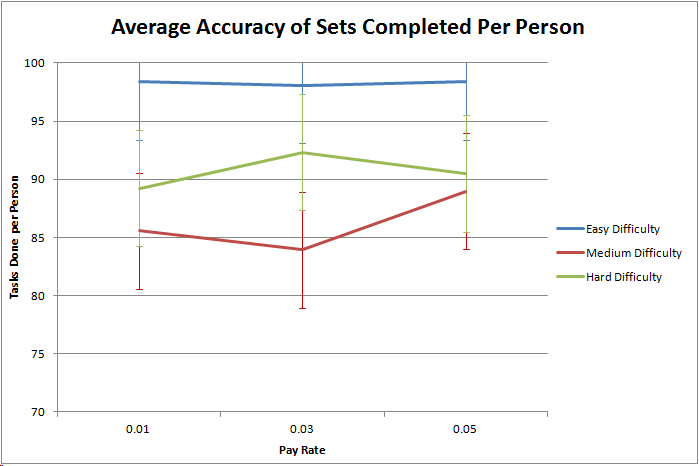 Average Accuracy of Sets Completed Per Person
100
95
90
85
80
75
70
Tasks Done per Person
0.01 0.03 0.05
Pay Rate
Easy Difficulty
Medium Difficulty
Hard Difficulty